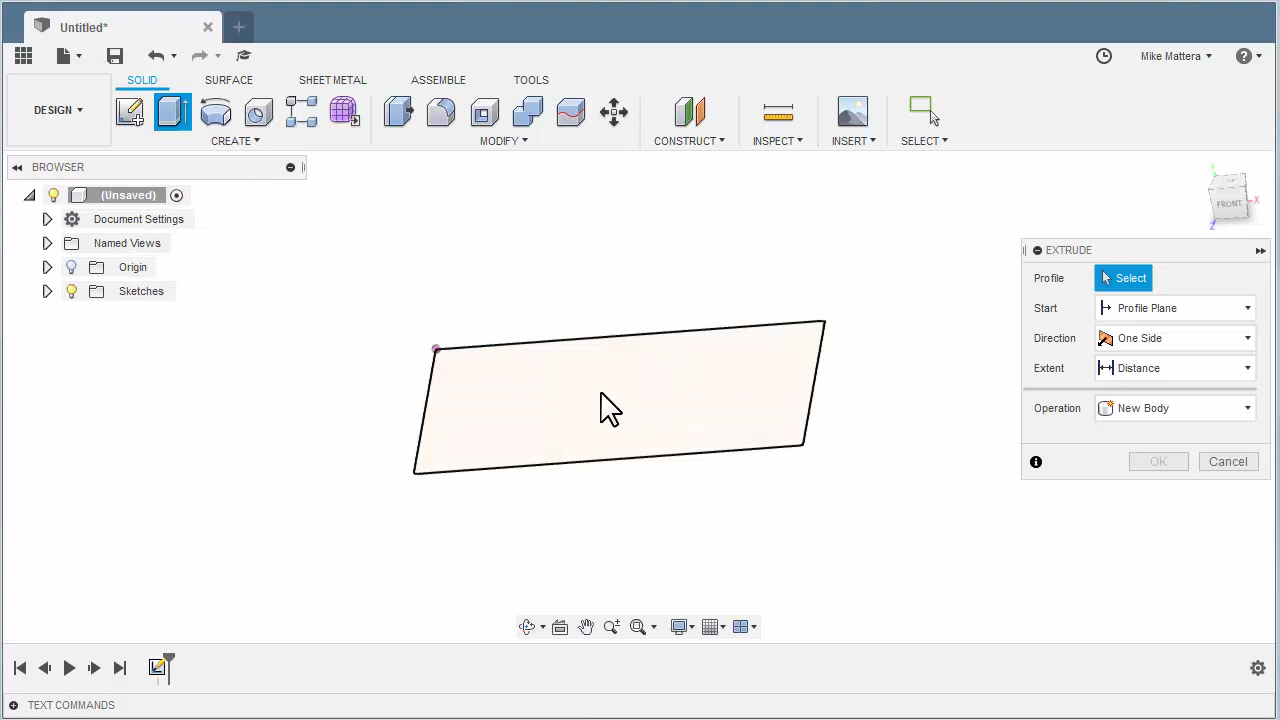 Untitled*
Mike Mattera
SOLID SURFACE SHEET METAL ASSEMBLE TOOLS
DESIGN
CREATE MODIFY CONSTRUCT INSPECT INSERT SELECT
BROWSER
(Unsaved)
Document Settings
Named Views
Origin
Sketches
FRONT
X
Y
Z
EXTRUDE
Profile Select
Start Profile Plane
Direction One Side
Extent Distance
Operation New Body
OK Cancel
TEXT COMMANDS